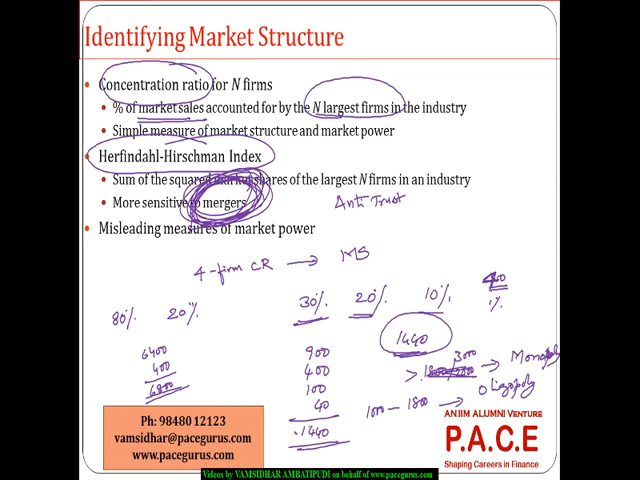 Identifying Market Structure
• Concentration ratio for N firms
• % of market sales accounted for by the N largest firms in the industry
• Simple measure of market structure and market power
• Herfindahl-Hirschman Index
• Sum of the squared market shares of the largest N firms in an industry
• More sensitive to mergers
Anti Trust
• Misleading measures of market power
4-firm CR → MS
80% 20%
30% 20% 10%
%
6400
400
6800
900
400
100
40
1440
1440
3000
> → Monopoly
1000 - 1800 → Oligopoly
Ph: 98480 12123
vamsidhar@pacegurus.com
www.pacegurus.com
AN IIM ALUMNI VENTURE
P.A.C.E
Shaping Careers in Finance
Videos by VAMSIDHAR AMBATIPUDI on behalf of www.pacegurus.com